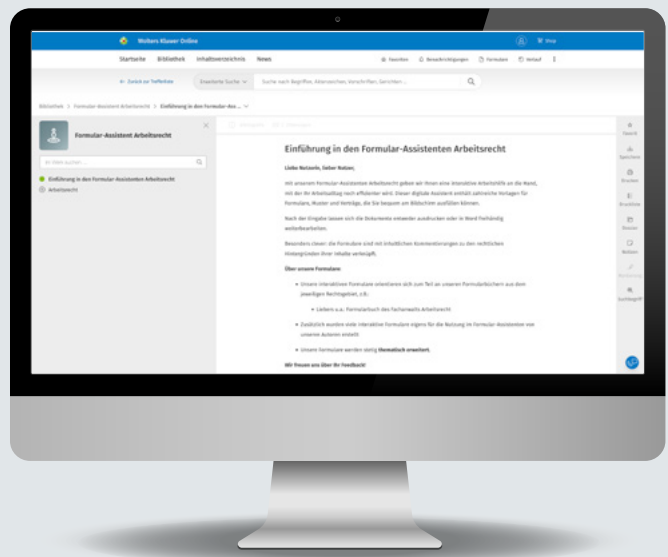 Wolters Kluwer Online
Shop
Startseite Bibliothek Inhaltsverzeichnis News Favoriten Benachrichtigungen Formulare Verlauf
Zurück zur Trefferliste Erweiterte Suche Suche nach Begriffen, Aktenzeichen, Vorschriften, Gerichten ...
Bibliothek > Formular-Assistent Arbeitsrecht > Einführung in den Formular-Ass...
Formular-Assistent Arbeitsrecht
Im Werk suchen ...
Einführung in den Formular-Assistenten Arbeitsrecht
Arbeitsrecht
Einführung in den Formular-Assistenten Arbeitsrecht
Liebe Nutzerin, lieber Nutzer,
mit unserem Formular-Assistenten Arbeitsrecht geben wir Ihnen eine interaktive Arbeitshilfe an die Hand,
mit der Ihr Arbeitsalltag noch effizienter wird. Dieser digitale Assistent enthält zahlreiche Vorlagen für
Formulare, Muster und Verträge, die Sie bequem am Bildschirm ausfüllen können.
Nach der Eingabe lassen sich die Dokumente entweder ausdrucken oder in Word freihändig
weiterbearbeiten.
Besonders clever: die Formulare sind mit inhaltlichen Kommentierungen zu den rechtlichen
Hintergründen ihrer Inhalte verknüpft.
Über unsere Formulare:
Unsere interaktiven Formulare orientieren sich zum Teil an unseren Formularbüchern aus dem
jeweiligen Rechtsgebiet, z.B.:
Liebers u.a.: Formularbuch des Fachanwalts Arbeitsrecht
Zusätzlich wurden viele interaktive Formulare eigens für die Nutzung im Formular-Assistenten von
unseren Autoren erstellt
Unsere Formulare werden stetig thematisch erweitert.
Wir freuen uns über Ihr Feedback!
Favorit
Speichern
Drucken
Druckliste
Dossier
Notizen
Suchbegriff